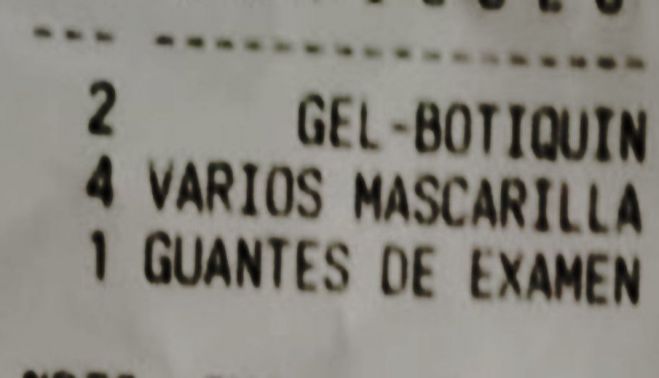 --- ----------------------
2 GEL-BOTIQUIN
4 VARIOS MASCARILLA
1 GUANTES DE EXAMEN